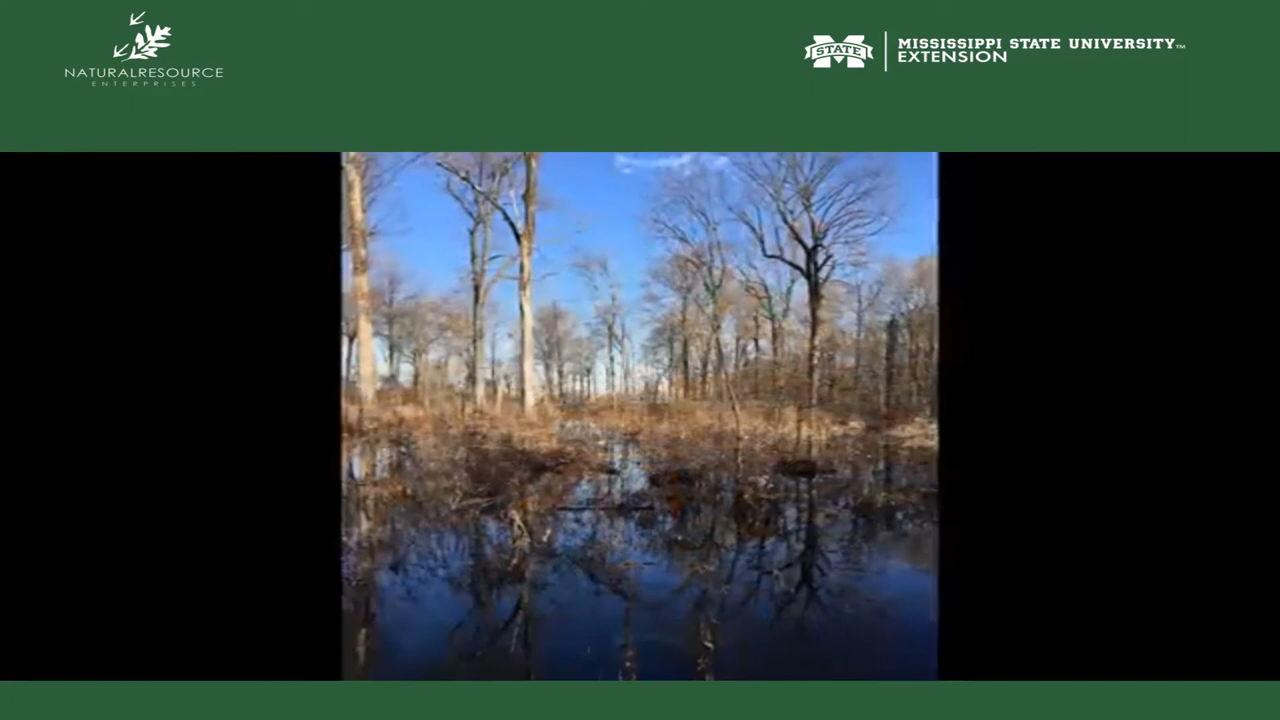 NATURALRESOURCE
ENTERPRISES
STATE
MISSISSIPPI STATE UNIVERSITY™
EXTENSION